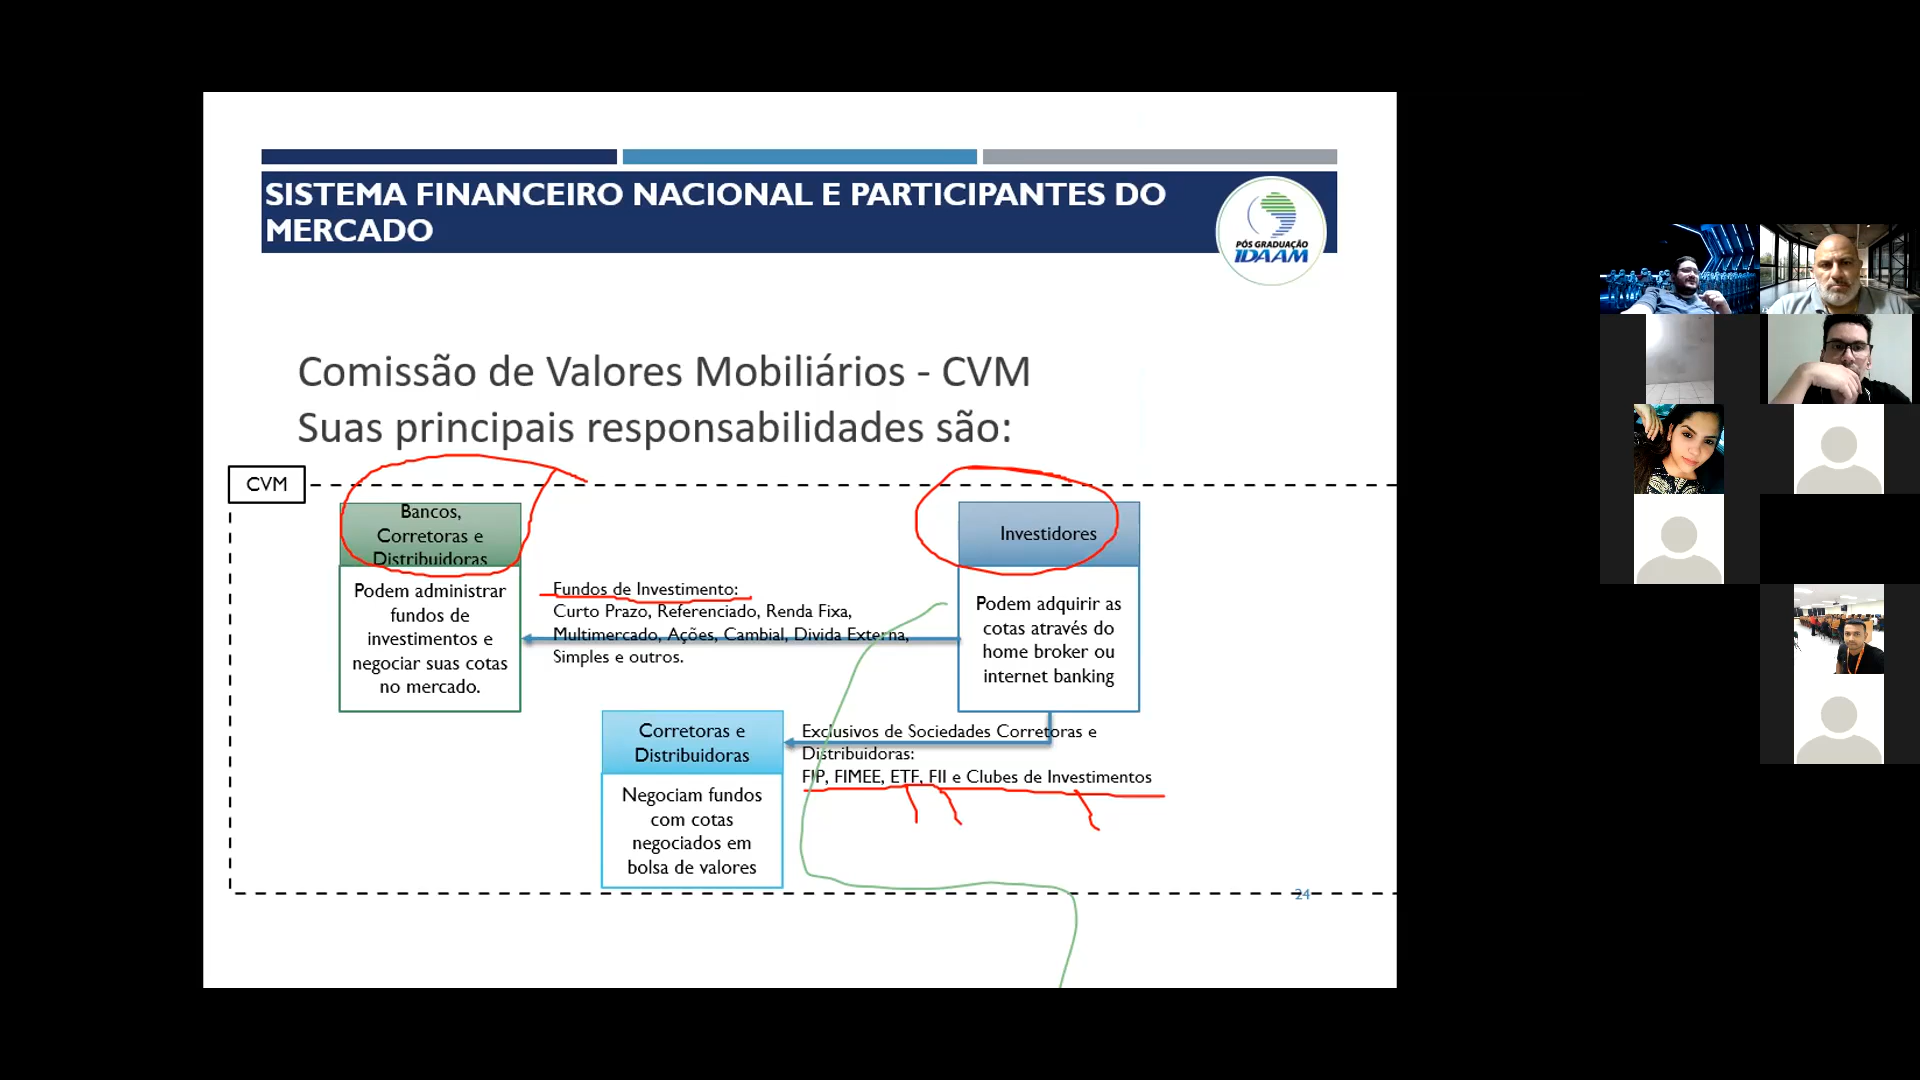 SISTEMA FINANCEIRO NACIONAL E PARTICIPANTES DO
MERCADO
PÓS GRADUAÇÃO
IDAAM
Comissão de Valores Mobiliários - CVM
Suas principais responsabilidades são:
CVM
Bancos,
Corretoras e
Distribuidoras
Podem administrar
fundos de
investimentos e
negociar suas cotas
no mercado.
Fundos de Investimento:
Curto Prazo, Referenciado, Renda Fixa,
Multimercado, Ações, Cambial, Divida Externa,
Simples e outros.
Investidores
Podem adquirir as
cotas através do
home broker ou
internet banking
Corretoras e
Distribuidoras
Negociam fundos
com cotas
negociados em
bolsa de valores
Exclusivos de Sociedades Corretoras e
Distribuidoras:
FIP, FIMEE, ETF, FII e Clubes de Investimentos
24